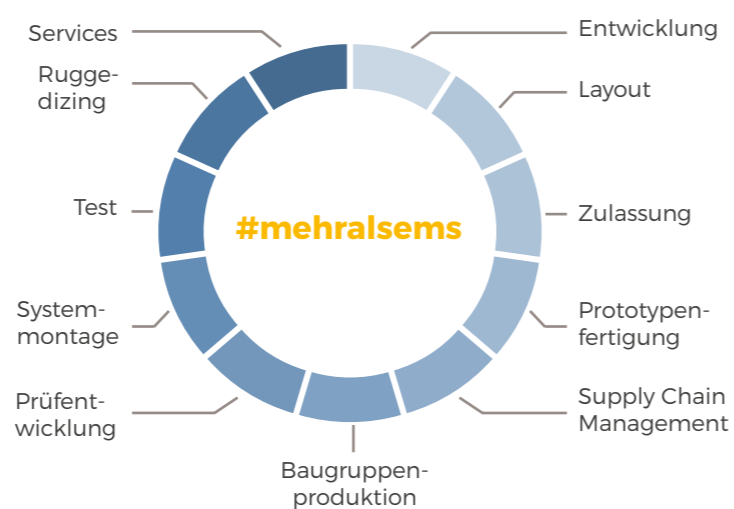 Services
Entwicklung
Rugge-
dizing
Layout
Test
Zulassung
#mehralsems
System-
montage
Prototypen-
fertigung
Prüfent-
wicklung
Supply Chain
Management
Baugruppen-
produktion